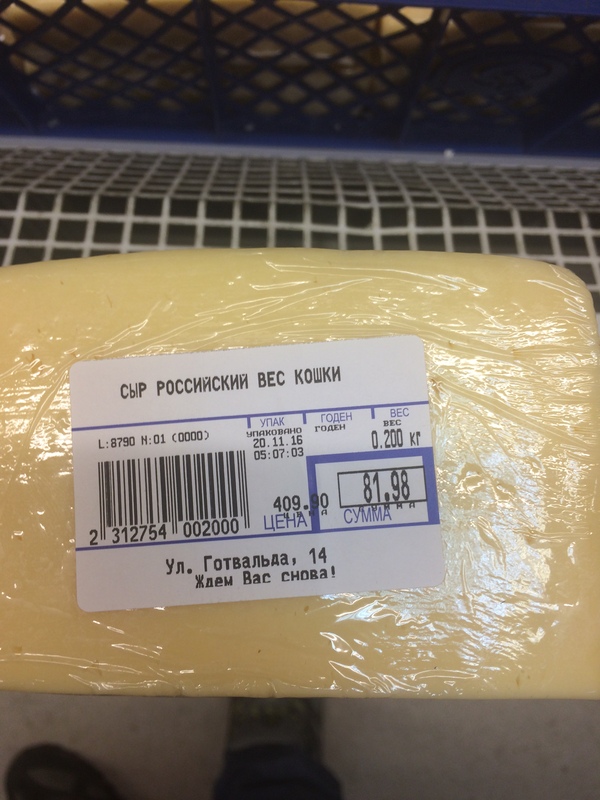 СЫР РОССИЙСКИЙ ВЕС КОШКИ
L:8790 N:01 (0000)
УПАК ГОДЕН ВЕС
УПАКОВАНО ГОДЕН ВЕС
20.11.16 0.200 кг
05:07:03
409.90 81.98
ЦЕНА СУММА
2 312754 002000
Ул. Готвальда, 14
Ждем Вас снова!